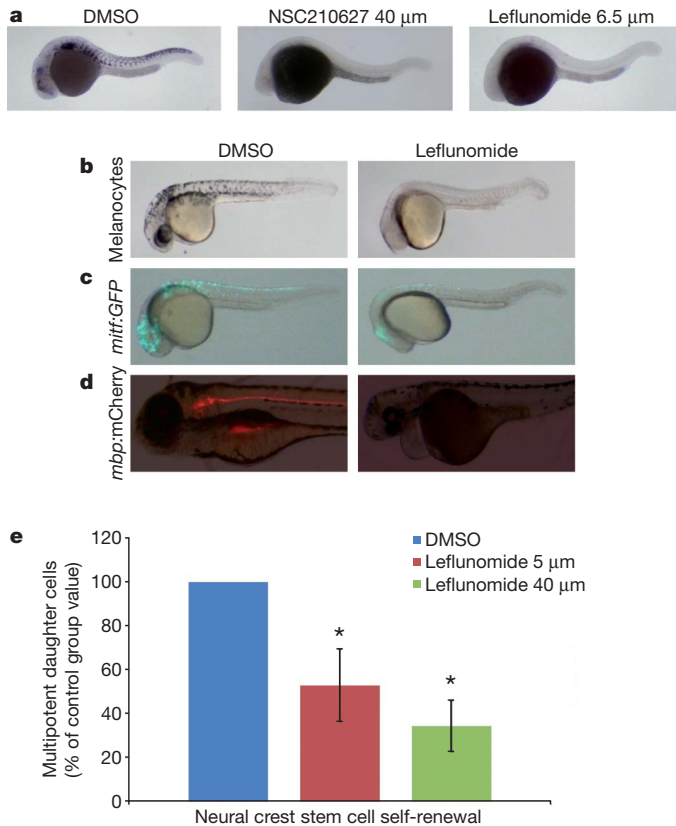 a
DMSO
NSC210627 40 μm
Leflunomide 6.5 μm
DMSO
Leflunomide
b
Melanocytes
c
mitf:GFP
d
mbp:mCherry
e
Multipotent daughter cells
(% of control group value)
120
100
80
60
40
20
0
DMSO
Leflunomide 5 μm
Leflunomide 40 μm
*
*
Neural crest stem cell self-renewal